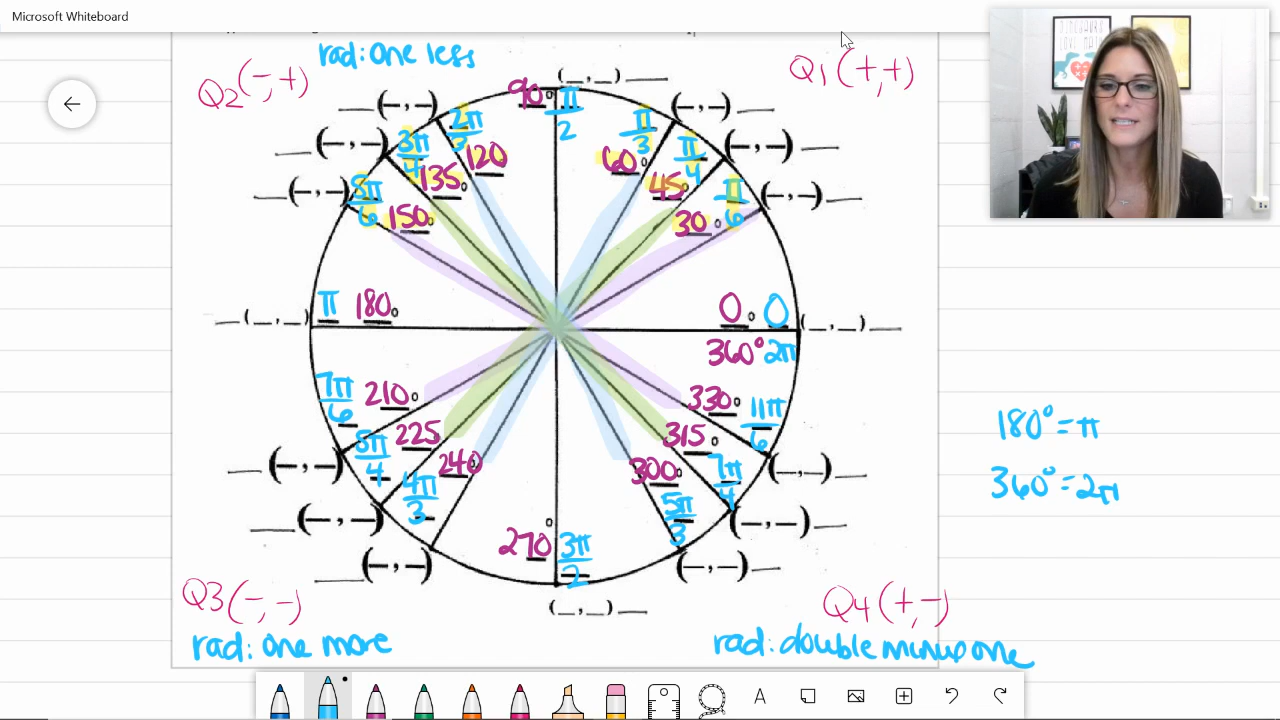 Microsoft Whiteboard
rad: one less
Q2 (-, +)
Q1 (+, +)
90° π/2
2π/3 120
3π/4 135°
5π/6 150°
π/3 60°
π/4 45°
π/6 30°
π 180°
0° 0
360° 2π
7π/6 210°
5π/4 225
4π/3 240
330° 11π/6
315° 7π/4
300° 5π/3
270° 3π/2
180° = π
360° = 2π
Q3 (-, -)
Q4 (+, -)
rad: one more
rad: double minus one
A